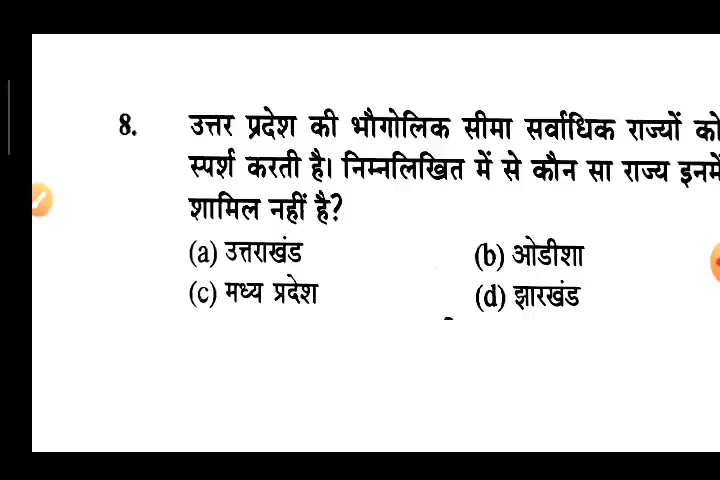 8. उत्तर प्रदेश की भौगोलिक सीमा सर्वाधिक राज्यों को
स्पर्श करती है। निम्नलिखित में से कौन सा राज्य इनमें
शामिल नहीं है?
(a) उत्तराखंड (b) ओडीशा
(c) मध्य प्रदेश (d) झारखंड